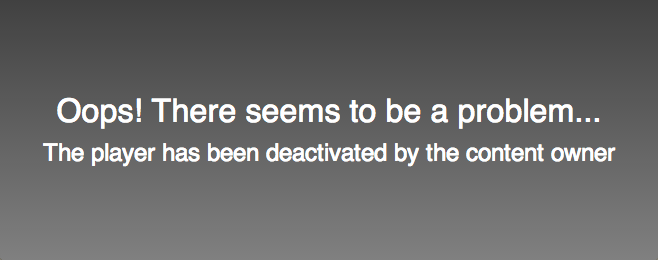 Oops! There seems to be a problem...
The player has been deactivated by the content owner